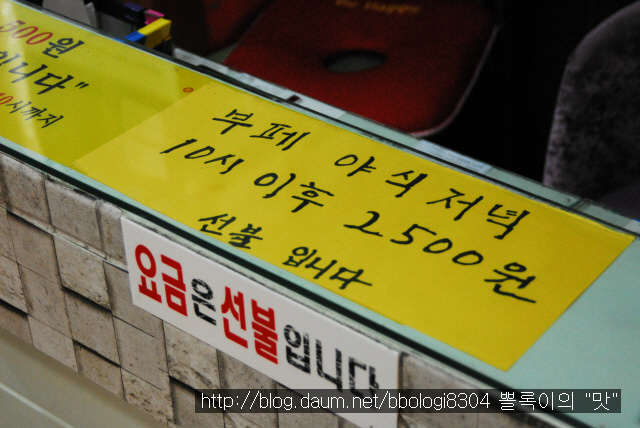 500원
입니다"
10시까지
부페 야식저녁
10시 이후 2500원
선불 입니다
요금은선불입니다
http://blog.daum.net/bbologi8304 뽈록이의 "맛"